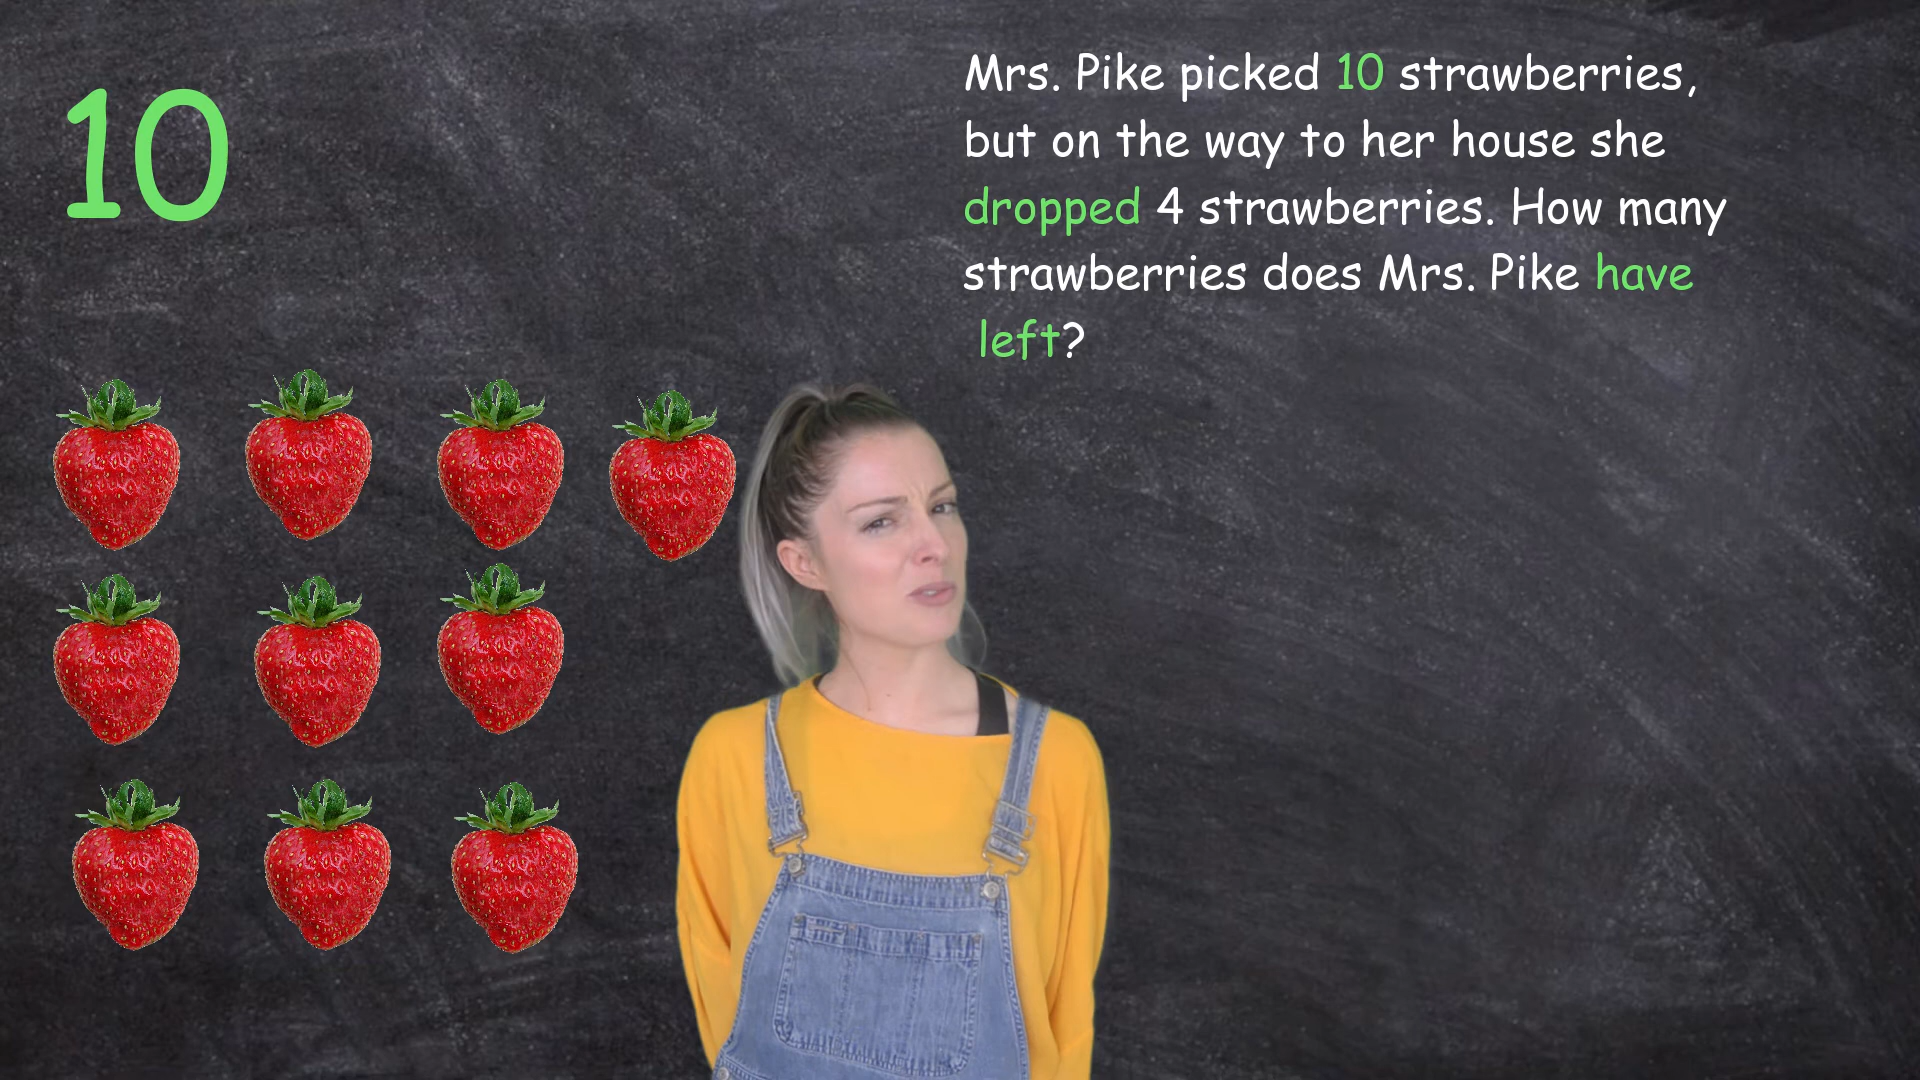 10
Mrs. Pike picked 10 strawberries,
but on the way to her house she
dropped 4 strawberries. How many
strawberries does Mrs. Pike have
left?